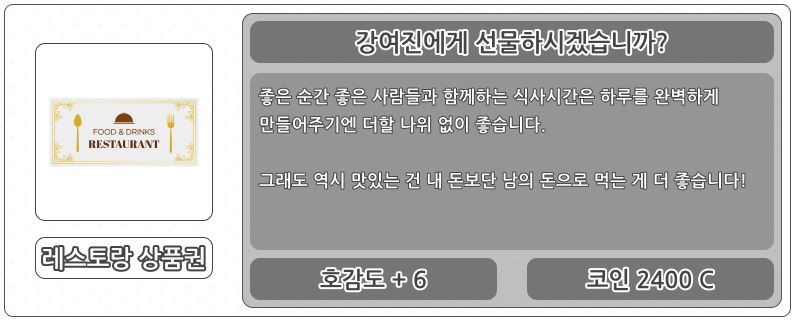 강여진에게 선물하시겠습니까?
FOOD & DRINKS
RESTAURANT
레스토랑 상품권
좋은 순간 좋은 사람들과 함께하는 식사시간은 하루를 완벽하게
만들어주기엔 더할 나위 없이 좋습니다.
그래도 역시 맛있는 건 내 돈보단 남의 돈으로 먹는 게 더 좋습니다!
호감도 + 6
코인 2400 C